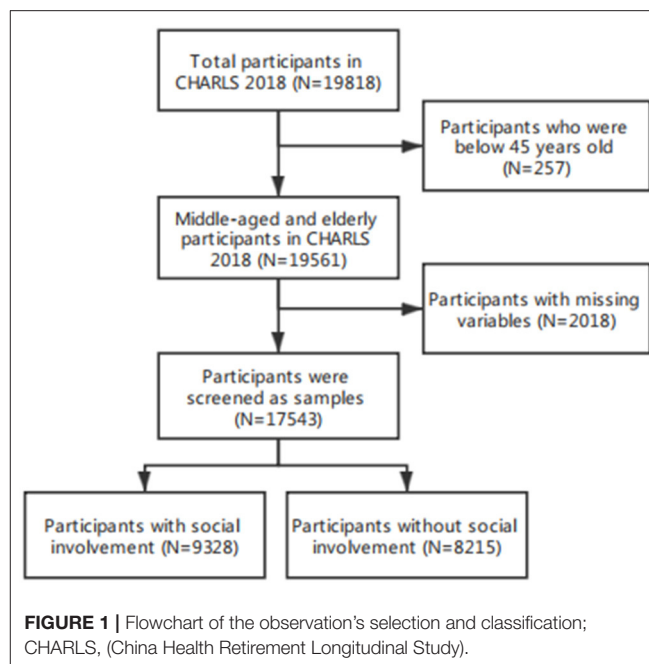 Total participants in
CHARLS 2018 (N=19818)
Participants who were
below 45 years old
(N=257)
Middle-aged and elderly
participants in CHARLS
2018 (N=19561)
Participants with missing
variables (N=2018)
Participants were
screened as samples
(N=17543)
Participants with social
involvement (N=9328)
Participants without social
involvement (N=8215)
FIGURE 1 | Flowchart of the observation's selection and classification;
CHARLS, (China Health Retirement Longitudinal Study).